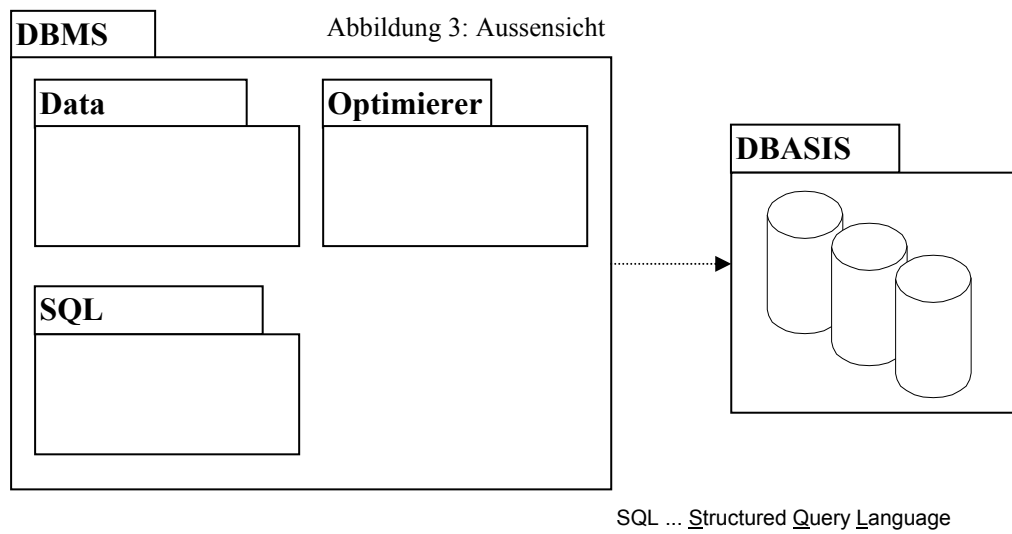 DBMS
Abbildung 3: Aussensicht
Data
Optimierer
DBASIS
SQL
SQL ... Structured Query Language